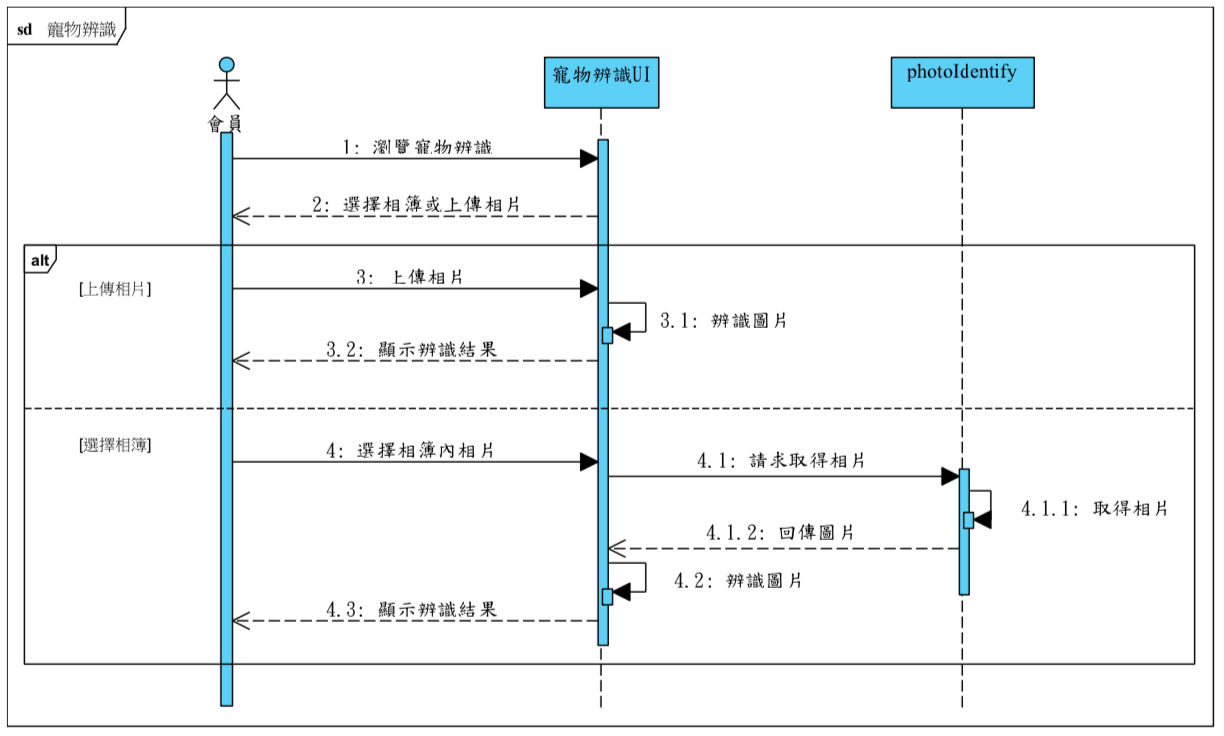 sd 寵物辨識
會員
寵物辨識UI
photoIdentify
1: 瀏覽寵物辨識
2: 選擇相簿或上傳相片
alt
[上傳相片]
3: 上傳相片
3.1: 辨識圖片
3.2: 顯示辨識結果
[選擇相簿]
4: 選擇相簿內相片
4.1: 請求取得相片
4.1.1: 取得相片
4.1.2: 回傳圖片
4.2: 辨識圖片
4.3: 顯示辨識結果